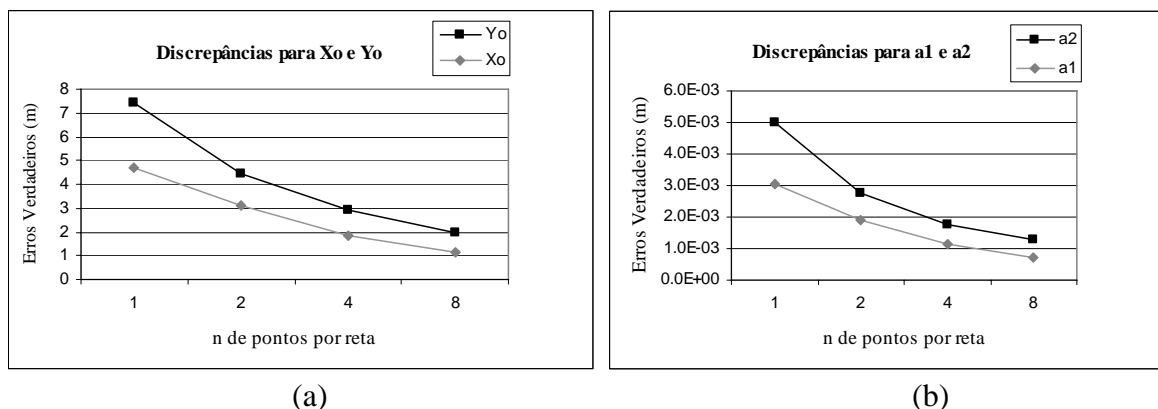 Discrepâncias para Xo e Yo
Yo
Xo
Erros Verdadeiros (m)
8
7
6
5
4
3
2
1
0
1 2 4 8
n de pontos por reta
(a)
Discrepâncias para a1 e a2
a2
a1
Erros Verdadeiros (m)
6.0E-03
5.0E-03
4.0E-03
3.0E-03
2.0E-03
1.0E-03
0.0E+00
1 2 4 8
n de pontos por reta
(b)